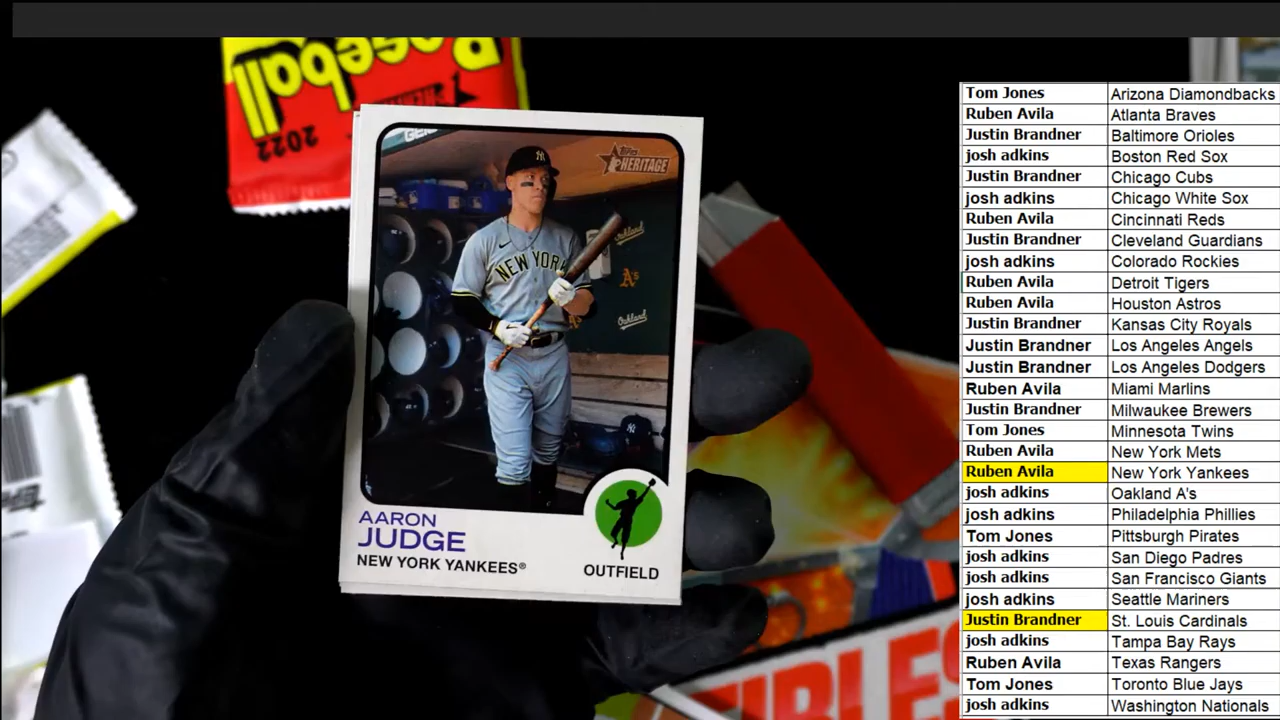 Baseball
HERITAGE
2022
Topps
HERITAGE
NEW YORK
Oakland
A's
Oakland
AARON
JUDGE
NEW YORK YANKEES®
OUTFIELD
Tom Jones Arizona Diamondbacks
Ruben Avila Atlanta Braves
Justin Brandner Baltimore Orioles
josh adkins Boston Red Sox
Justin Brandner Chicago Cubs
josh adkins Chicago White Sox
Ruben Avila Cincinnati Reds
Justin Brandner Cleveland Guardians
josh adkins Colorado Rockies
Ruben Avila Detroit Tigers
Ruben Avila Houston Astros
Justin Brandner Kansas City Royals
Justin Brandner Los Angeles Angels
Justin Brandner Los Angeles Dodgers
Ruben Avila Miami Marlins
Justin Brandner Milwaukee Brewers
Tom Jones Minnesota Twins
Ruben Avila New York Mets
Ruben Avila New York Yankees
josh adkins Oakland A's
josh adkins Philadelphia Phillies
Tom Jones Pittsburgh Pirates
josh adkins San Diego Padres
josh adkins San Francisco Giants
josh adkins Seattle Mariners
Justin Brandner St. Louis Cardinals
josh adkins Tampa Bay Rays
Ruben Avila Texas Rangers
Tom Jones Toronto Blue Jays
josh adkins Washington Nationals